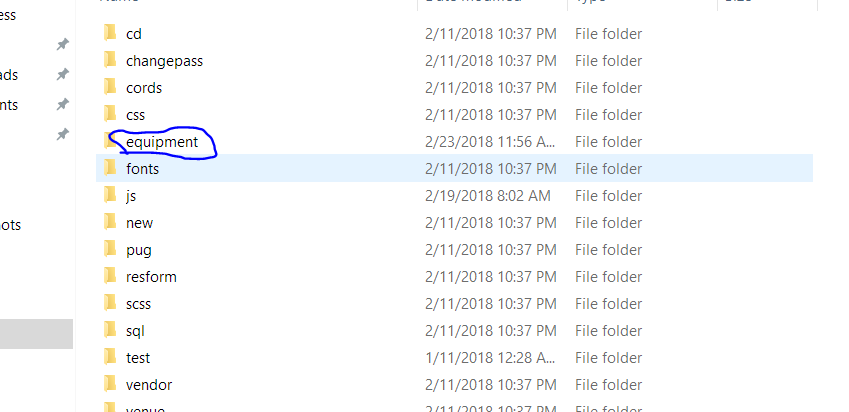 ess
ads
nts
ots
Name Date modified Type Size
cd 2/11/2018 10:37 PM File folder
changepass 2/11/2018 10:37 PM File folder
cords 2/11/2018 10:37 PM File folder
css 2/11/2018 10:37 PM File folder
equipment 2/23/2018 11:56 A... File folder
fonts 2/11/2018 10:37 PM File folder
js 2/19/2018 8:02 AM File folder
new 2/11/2018 10:37 PM File folder
pug 2/11/2018 10:37 PM File folder
resform 2/11/2018 10:37 PM File folder
scss 2/11/2018 10:37 PM File folder
sql 2/11/2018 10:37 PM File folder
test 1/11/2018 12:28 A... File folder
vendor 2/11/2018 10:37 PM File folder
venue 2/11/2018 10:37 PM File folder